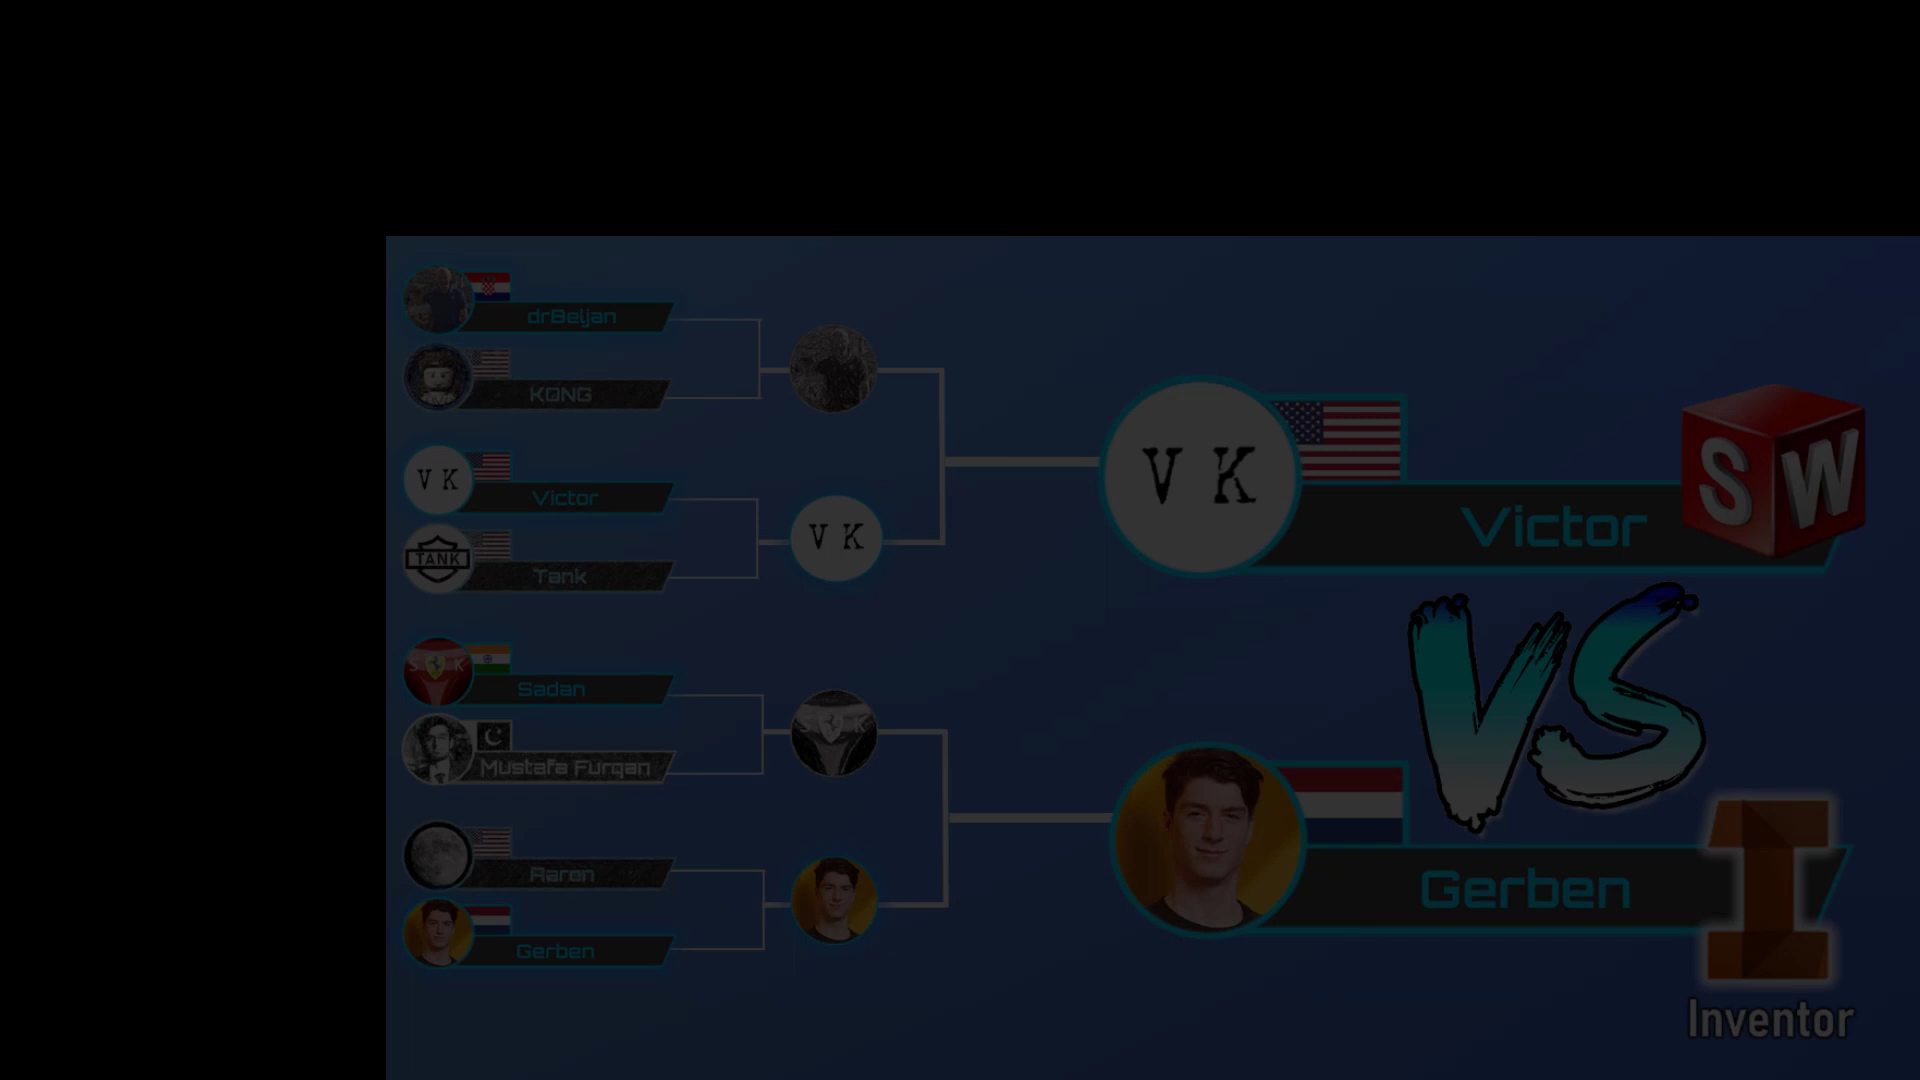 drBeljan
KONG
V K
Victor
TANK
Tank
V K
S K
Sadan
Mustafa Furqan
Aaron
Gerben
V K
Victor
S W
VS
Gerben
I
Inventor